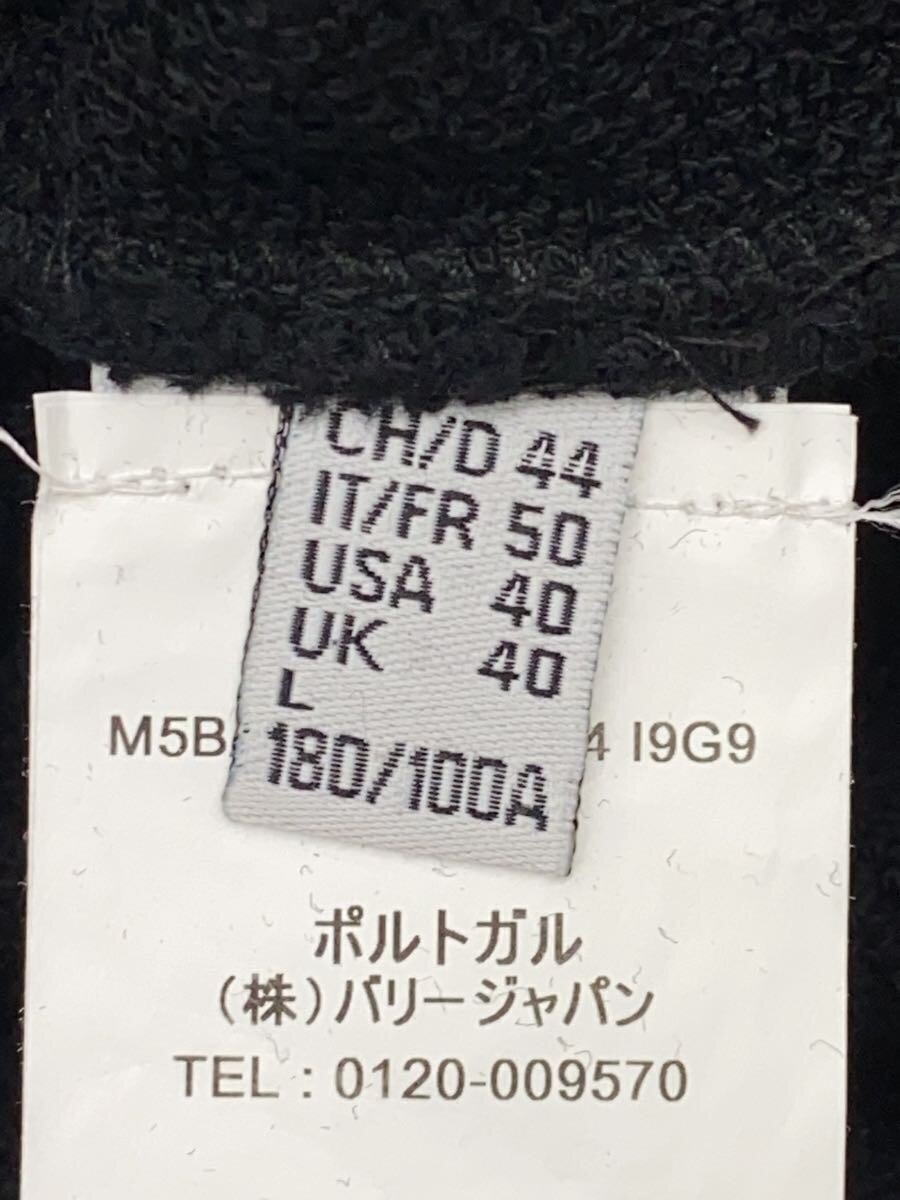 CH/D 44
IT/FR 50
USA 40
UK 40
L
180/100A
M5B 4 I9G9
ポルトガル
(株)バリージャパン
TEL : 0120-009570